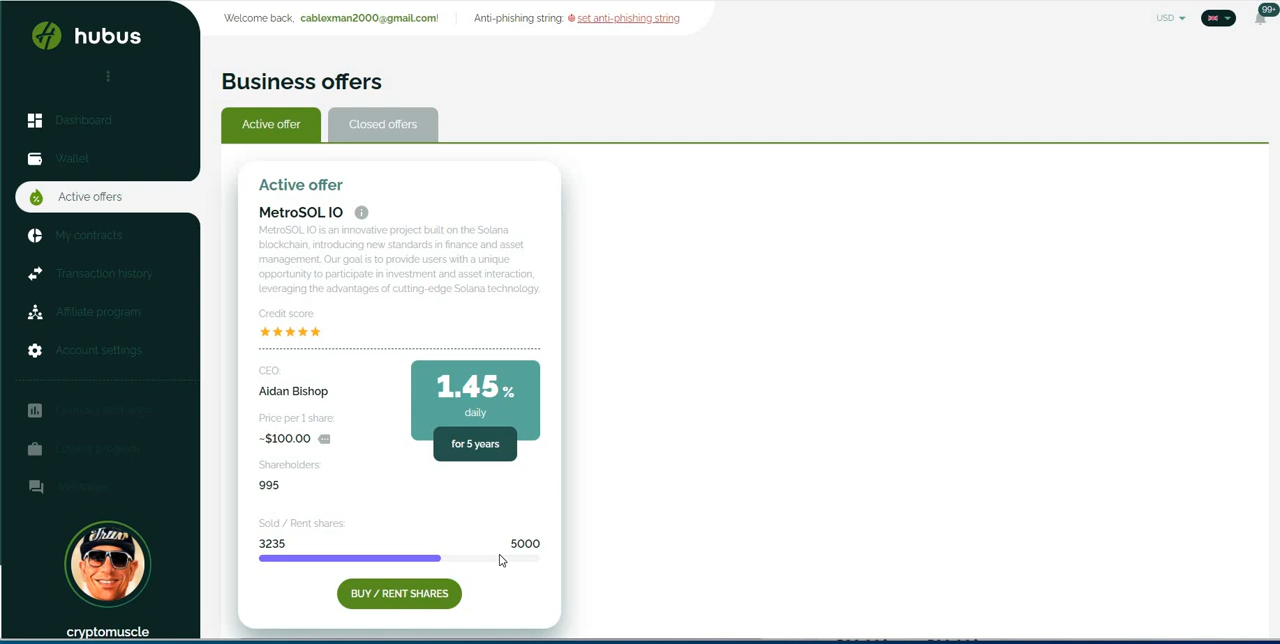 Welcome back, cablexman2000@gmail.com!
Anti-phishing string: set anti-phishing string
USD
99+
hubus
Dashboard
Wallet
Active offers
My contracts
Transaction history
Affiliate program
Account settings
cryptomuscle
Business offers
Active offer
Closed offers
Active offer
MetroSOL IO
MetroSOL IO is an innovative project built on the Solana
blockchain, introducing new standards in finance and asset
management. Our goal is to provide users with a unique
opportunity to participate in investment and asset interaction,
leveraging the advantages of cutting-edge Solana technology.
Credit score
CEO:
Aidan Bishop
1.45 %
daily
for 5 years
Price per 1 share:
~$100.00
Shareholders:
995
Sold / Rent shares:
3235
5000
BUY / RENT SHARES